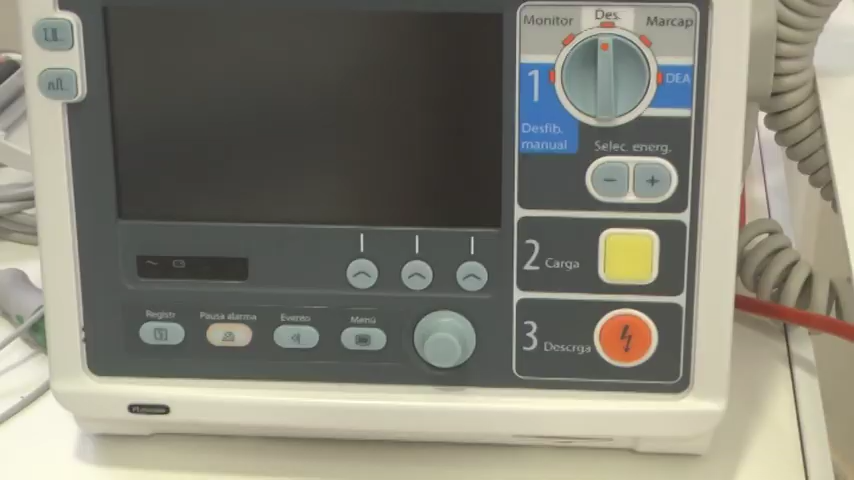 Monitor
Des.
Marcap
1
DEA
Desfib.
manual
Selec. energ.
2 Carga
Registr
Pausa alarma
Evento
Menú
3 Descrga